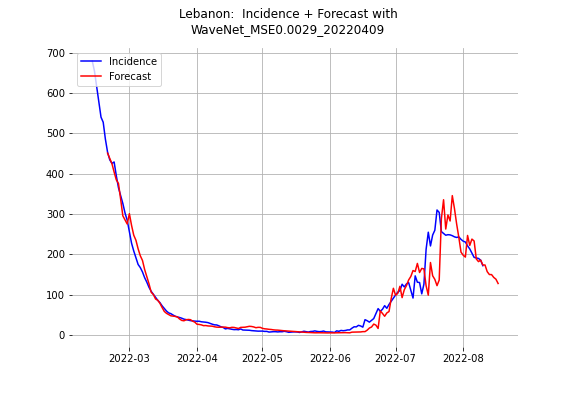 Lebanon:  Incidence + Forecast with
WaveNet_MSE0.0029_20220409
Incidence
Forecast
700
600
500
400
300
200
100
0
2022-03 2022-04 2022-05 2022-06 2022-07 2022-08